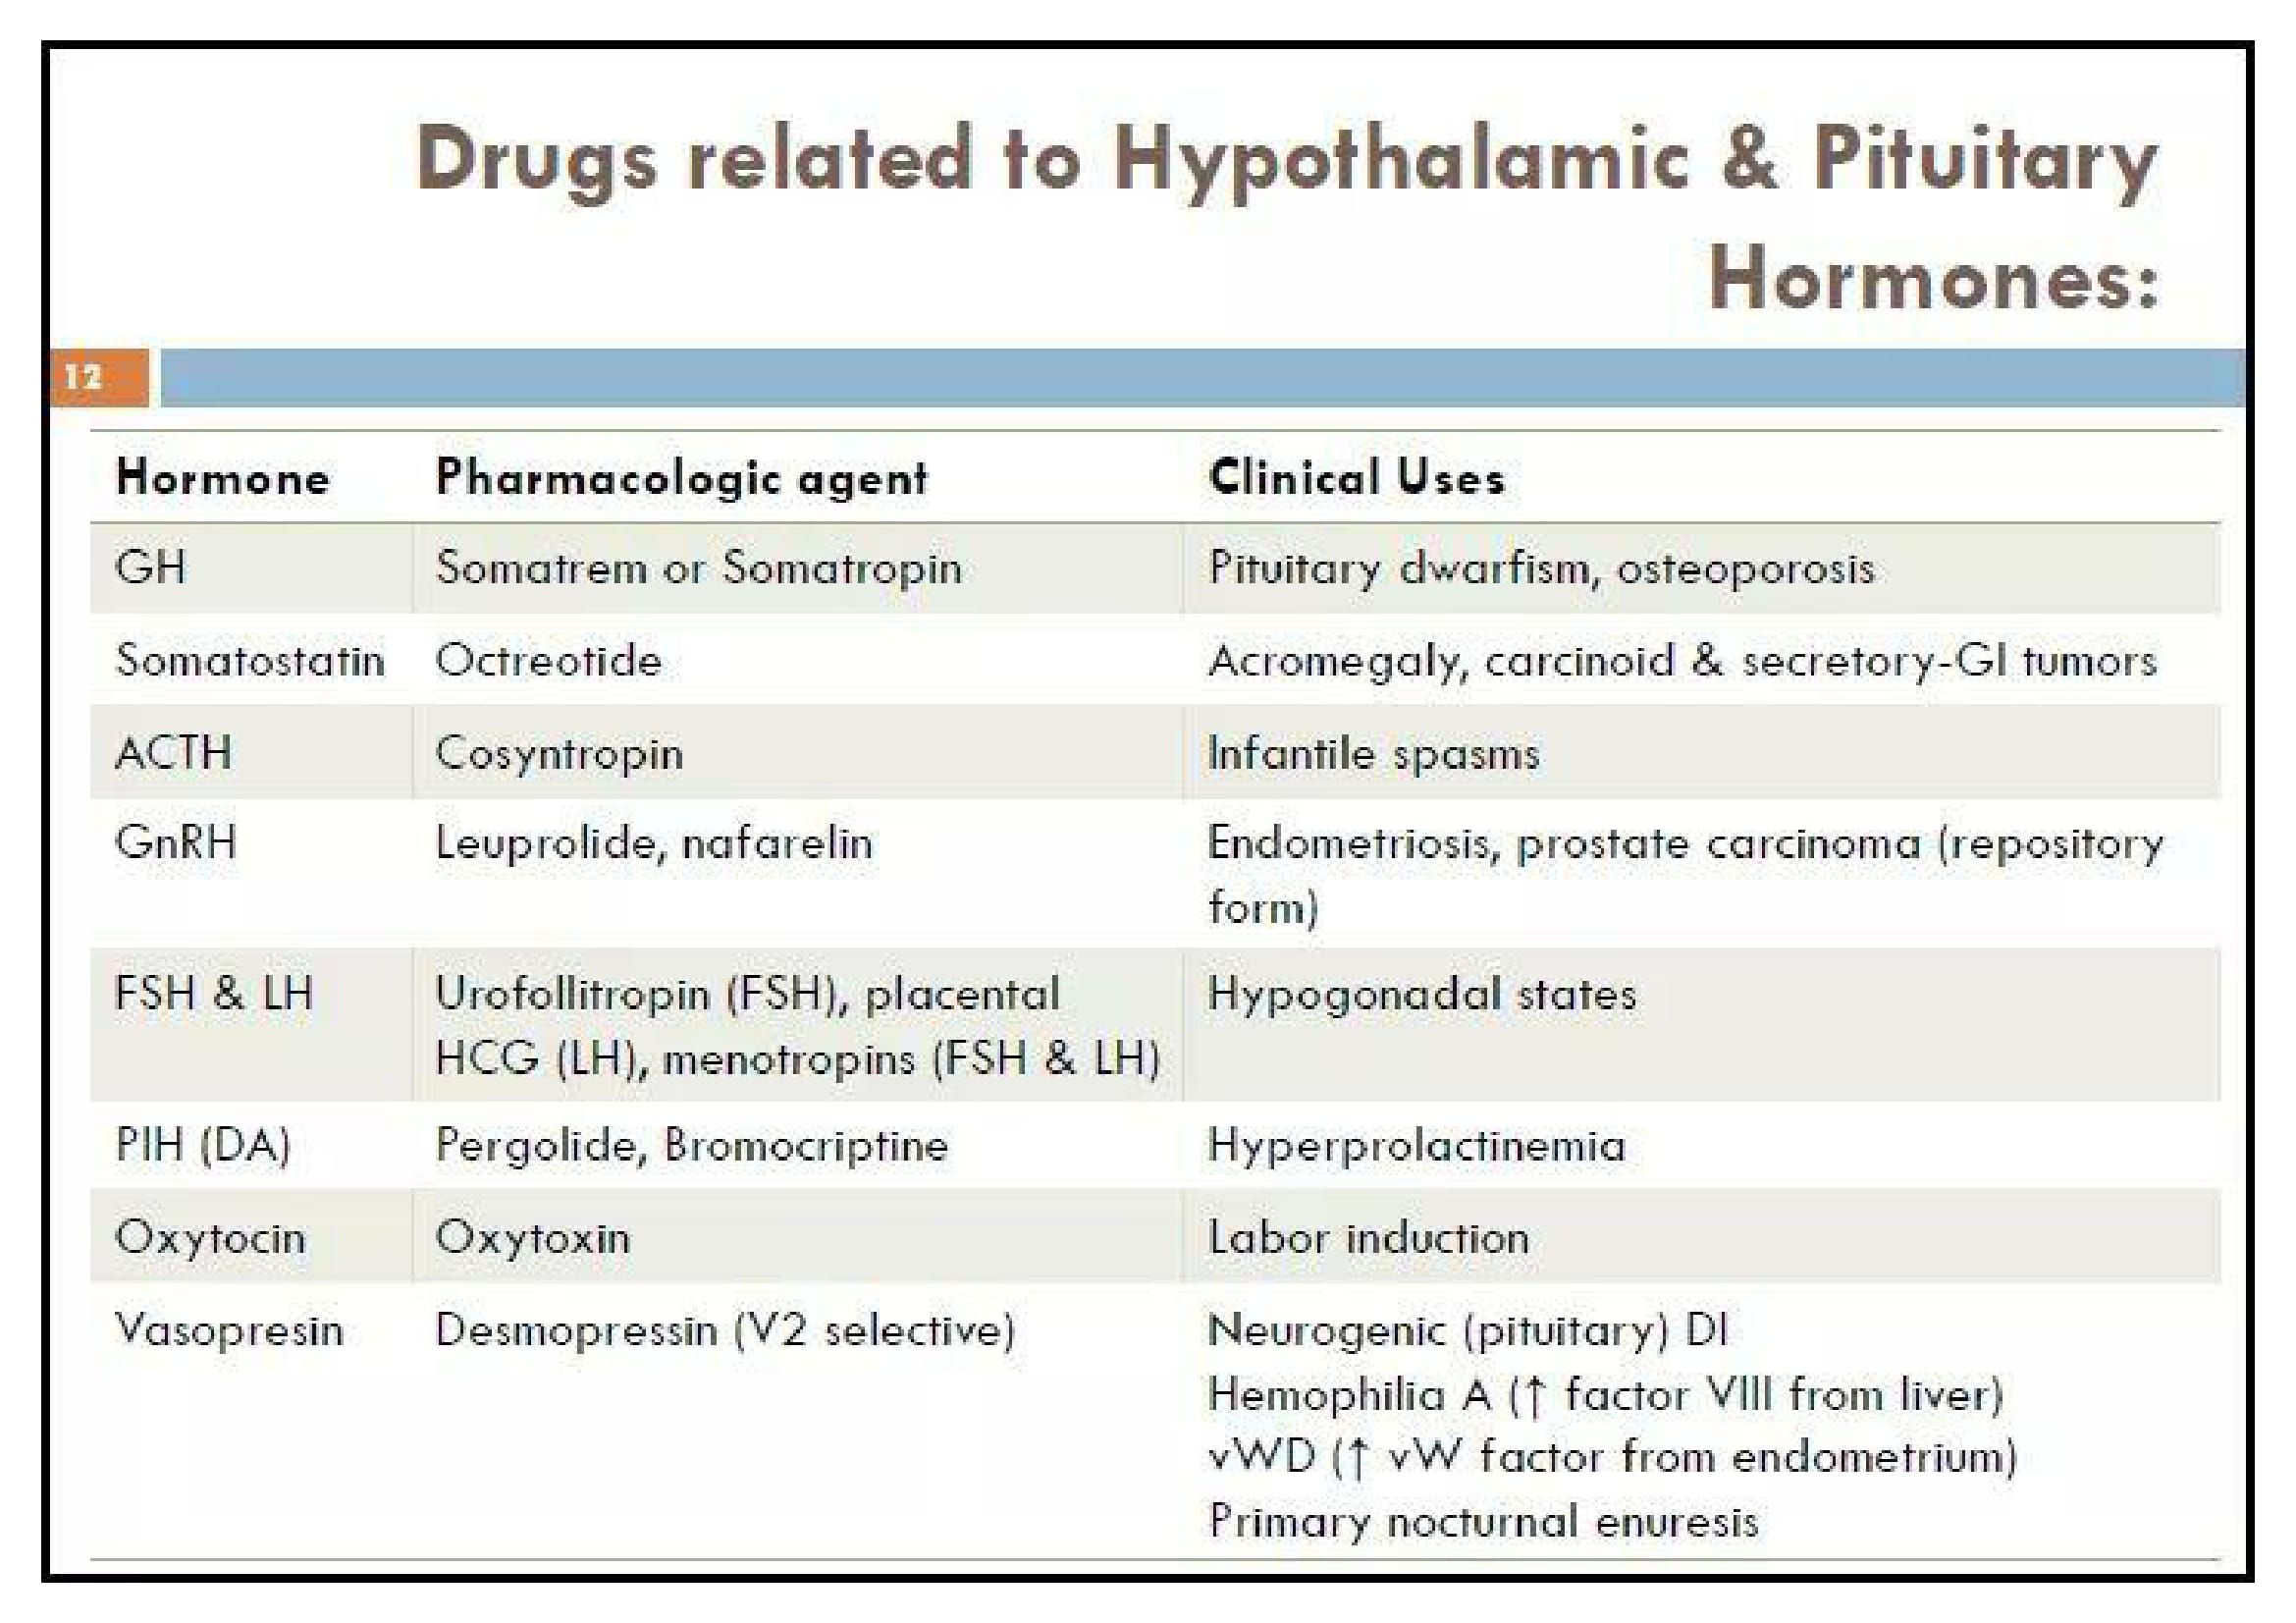 Drugs related to Hypothalamic & Pituitary
Hormones:
12
Hormone Pharmacologic agent Clinical Uses
GH Somatrem or Somatropin Pituitary dwarfism, osteoporosis
Somatostatin Octreotide Acromegaly, carcinoid & secretory-GI tumors
ACTH Cosyntropin Infantile spasms
GnRH Leuprolide, nafarelin Endometriosis, prostate carcinoma (repository
form)
FSH & LH Urofollitropin (FSH), placental Hypogonadal states
HCG (LH), menotropins (FSH & LH)
PIH (DA) Pergolide, Bromocriptine Hyperprolactinemia
Oxytocin Oxytoxin Labor induction
Vasopresin Desmopressin (V2 selective) Neurogenic (pituitary) DI
Hemophilia A (↑ factor VIII from liver)
vWD (↑ vW factor from endometrium)
Primary nocturnal enuresis